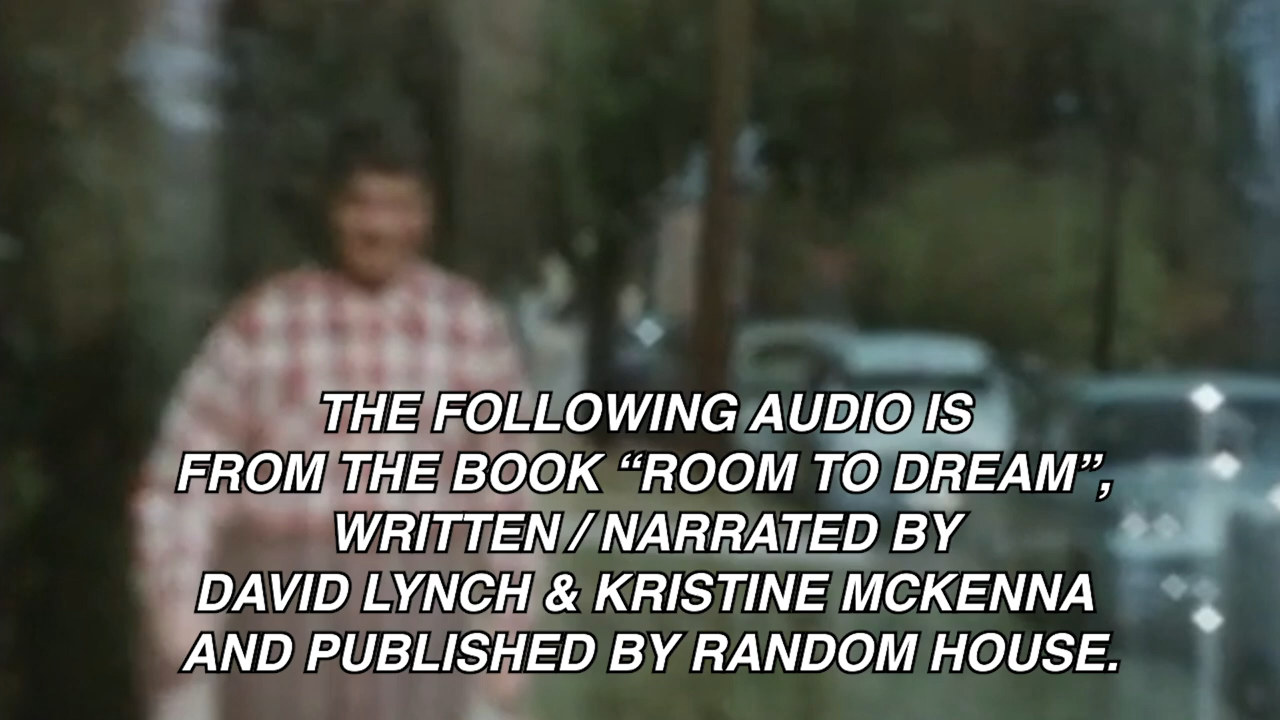 THE FOLLOWING AUDIO IS
FROM THE BOOK “ROOM TO DREAM”,
WRITTEN / NARRATED BY
DAVID LYNCH & KRISTINE MCKENNA
AND PUBLISHED BY RANDOM HOUSE.